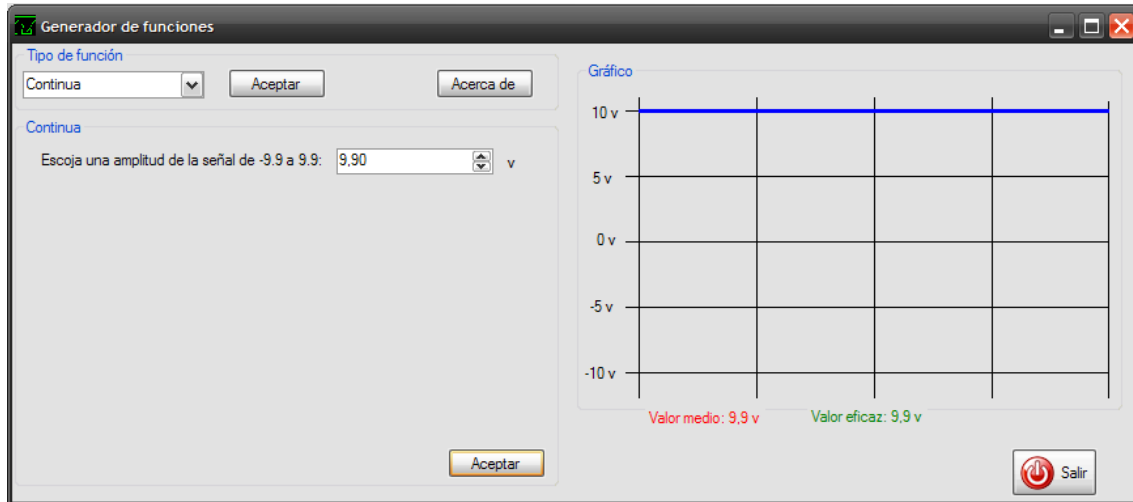 Generador de funciones
Tipo de función
Continua
Aceptar
Acerca de
Continua
Escoja una amplitud de la señal de -9.9 a 9.9:
9,90
v
Aceptar
Gráfico
10 v
5 v
0 v
-5 v
-10 v
Valor medio: 9,9 v
Valor eficaz: 9,9 v
Salir